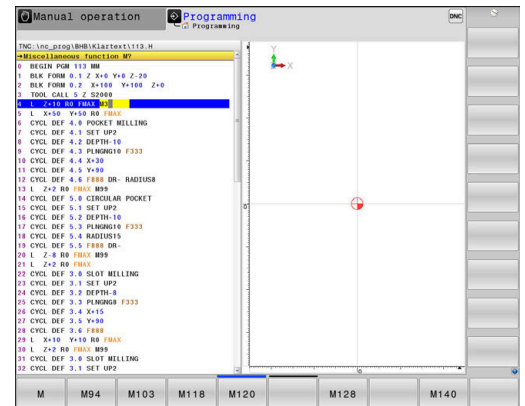 Manual operation
Programming
Programming
DNC
TNC:\nc_prog\BHB\Klartext\113.H
→Miscellaneous function M?
0 BEGIN PGM 113 MM
1 BLK FORM 0.1 Z X+0 Y+0 Z-20
2 BLK FORM 0.2 X+100 Y+100 Z+0
3 TOOL CALL 5 Z S2000
4 L Z+10 R0 FMAX M3
5 L X+50 Y+50 R0 FMAX
6 CYCL DEF 4.0 POCKET MILLING
7 CYCL DEF 4.1 SET UP2
8 CYCL DEF 4.2 DEPTH-10
9 CYCL DEF 4.3 PLNGNG10 F333
10 CYCL DEF 4.4 X+30
11 CYCL DEF 4.5 Y+90
12 CYCL DEF 4.6 F888 DR- RADIUS8
13 L Z+2 R0 FMAX M99
14 CYCL DEF 5.0 CIRCULAR POCKET
15 CYCL DEF 5.1 SET UP2
16 CYCL DEF 5.2 DEPTH-10
17 CYCL DEF 5.3 PLNGNG10 F333
18 CYCL DEF 5.4 RADIUS15
19 CYCL DEF 5.5 F888 DR-
20 L Z-8 R0 FMAX M99
21 L Z+2 R0 FMAX
22 CYCL DEF 3.0 SLOT MILLING
23 CYCL DEF 3.1 SET UP2
24 CYCL DEF 3.2 DEPTH-8
25 CYCL DEF 3.3 PLNGNG8 F333
26 CYCL DEF 3.4 X+15
27 CYCL DEF 3.5 Y+90
28 CYCL DEF 3.6 F888
29 L X+10 Y+10 R0 FMAX
30 L Z+2 R0 FMAX M99
31 CYCL DEF 3.0 SLOT MILLING
32 CYCL DEF 3.1 SET UP2
Y
X
0
0
M M94 M103 M118 M120 M128 M140